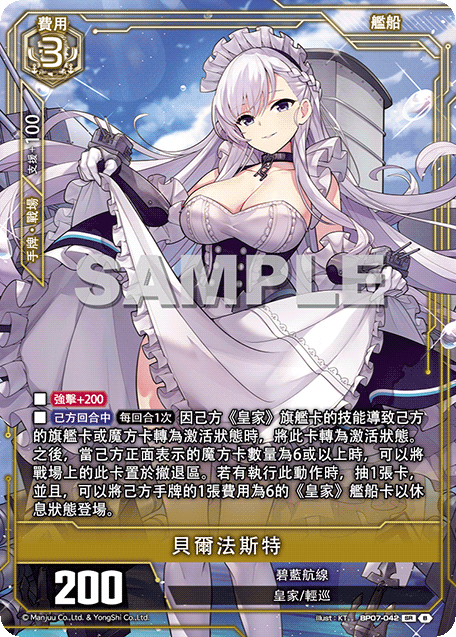 費用
3
艦船
支援+100
手牌・戰場
SAMPLE
■ 強擊+200
■ 己方回合中 每回合1次 因己方《皇家》旗艦卡的技能導致己方
的旗艦卡或魔方卡轉為激活狀態時，將此卡轉為激活狀態。
之後，當己方正面表示的魔方卡數量為6或以上時，可以將
戰場上的此卡置於撤退區。若有執行此動作時，抽1張卡，
並且，可以將己方手牌的1張費用為6的《皇家》艦船卡以休
息狀態登場。
貝爾法斯特
200
碧藍航線
皇家/輕巡
© Manjuu Co.,Ltd. & YongShi Co.,Ltd.
Illust : KT. BP07-042 SR